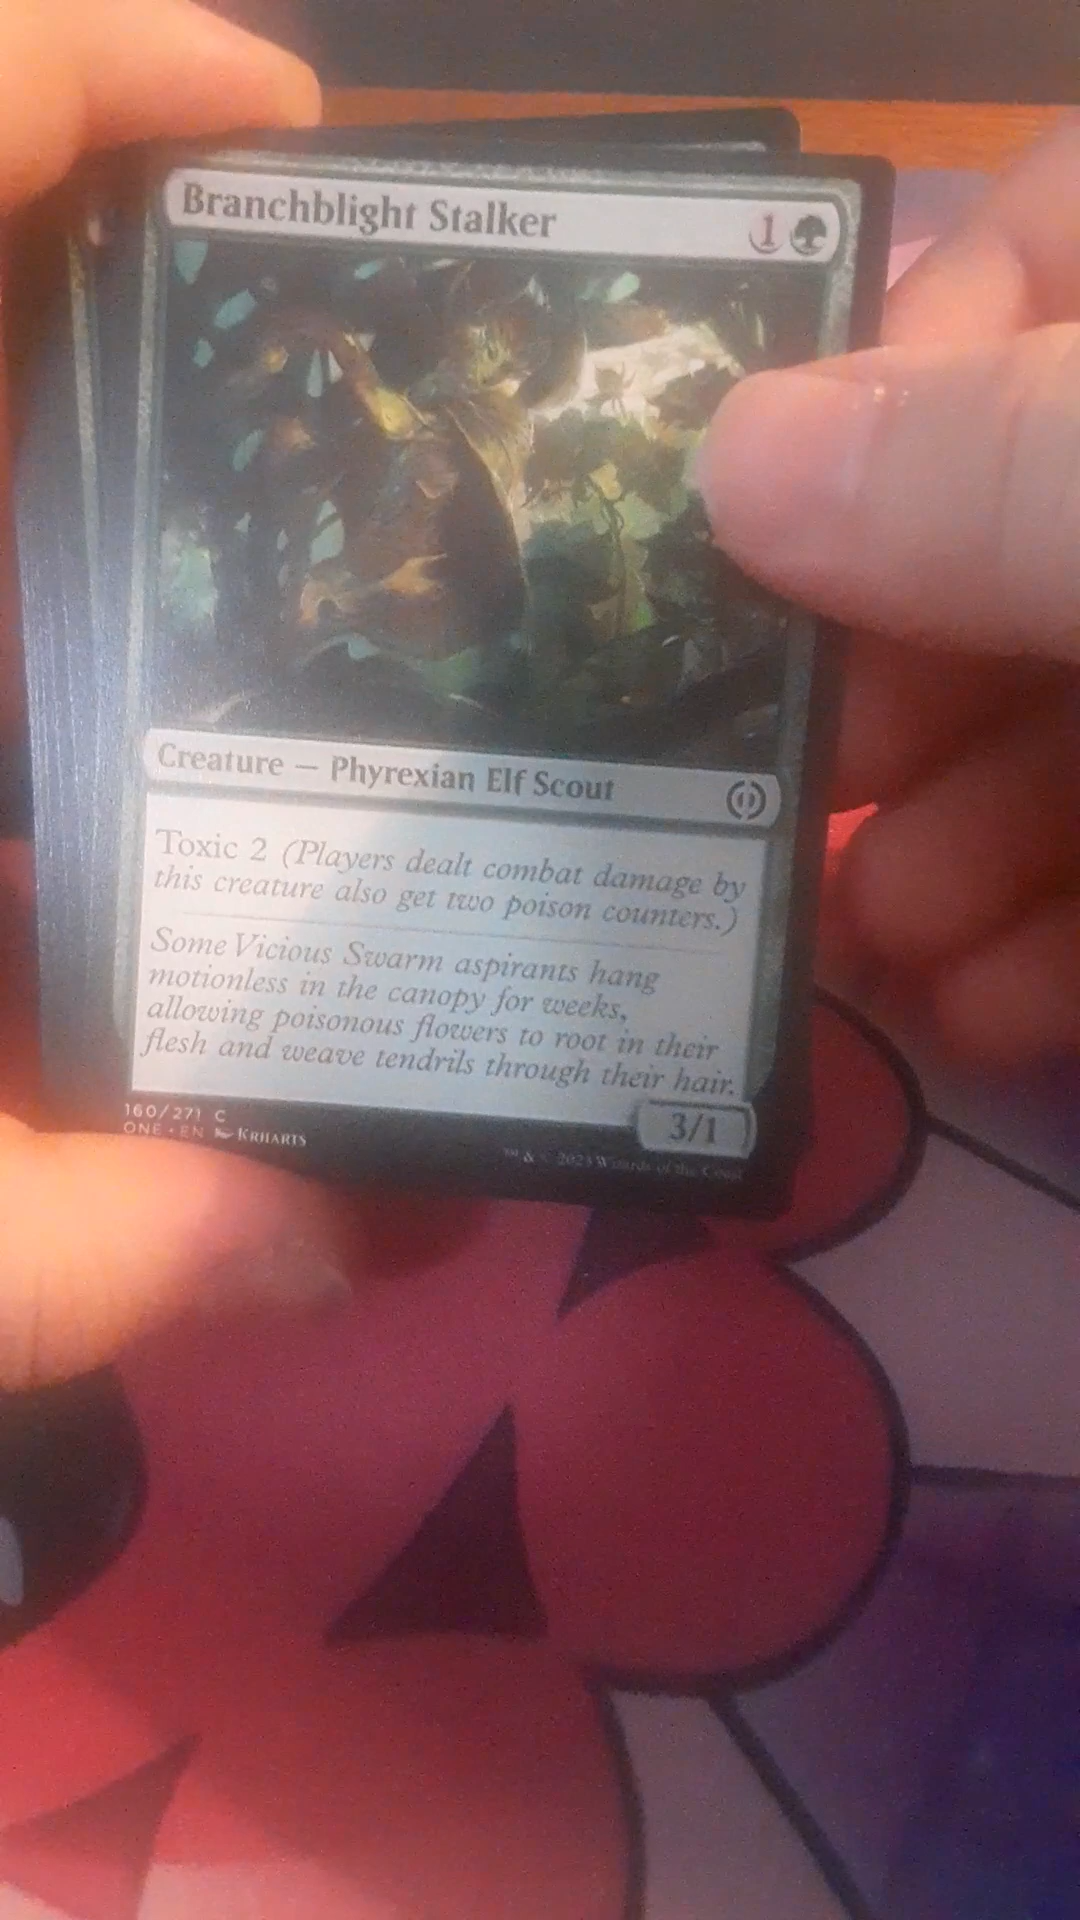 Branchblight Stalker 1
Creature — Phyrexian Elf Scout
Toxic 2 (Players dealt combat damage by
this creature also get two poison counters.)
Some Vicious Swarm aspirants hang
motionless in the canopy for weeks,
allowing poisonous flowers to root in their
flesh and weave tendrils through their hair.
3/1
160/271 C
ONE • EN KRHARTS
™ & © 2023 Wizards of the Coast